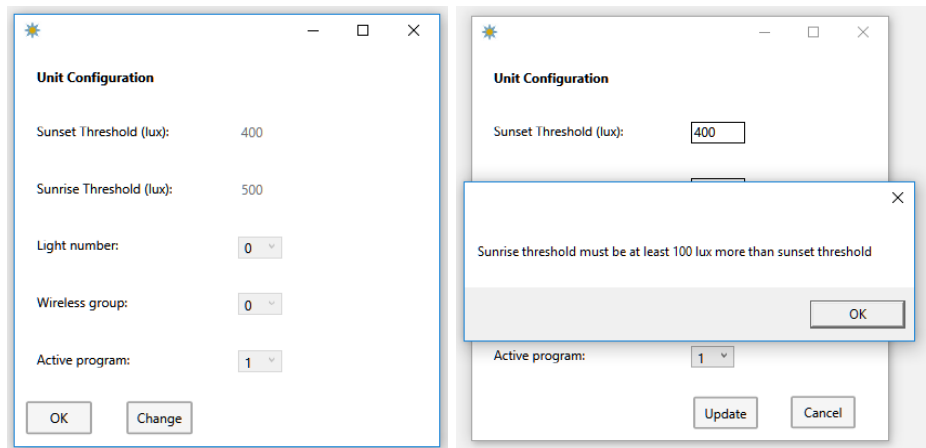 Unit Configuration
Sunset Threshold (lux): 400
Sunrise Threshold (lux): 500
Light number: 0
Wireless group: 0
Active program: 1
OK Change
Unit Configuration
Sunset Threshold (lux): 400
Sunrise threshold must be at least 100 lux more than sunset threshold
OK
Active program: 1
Update Cancel